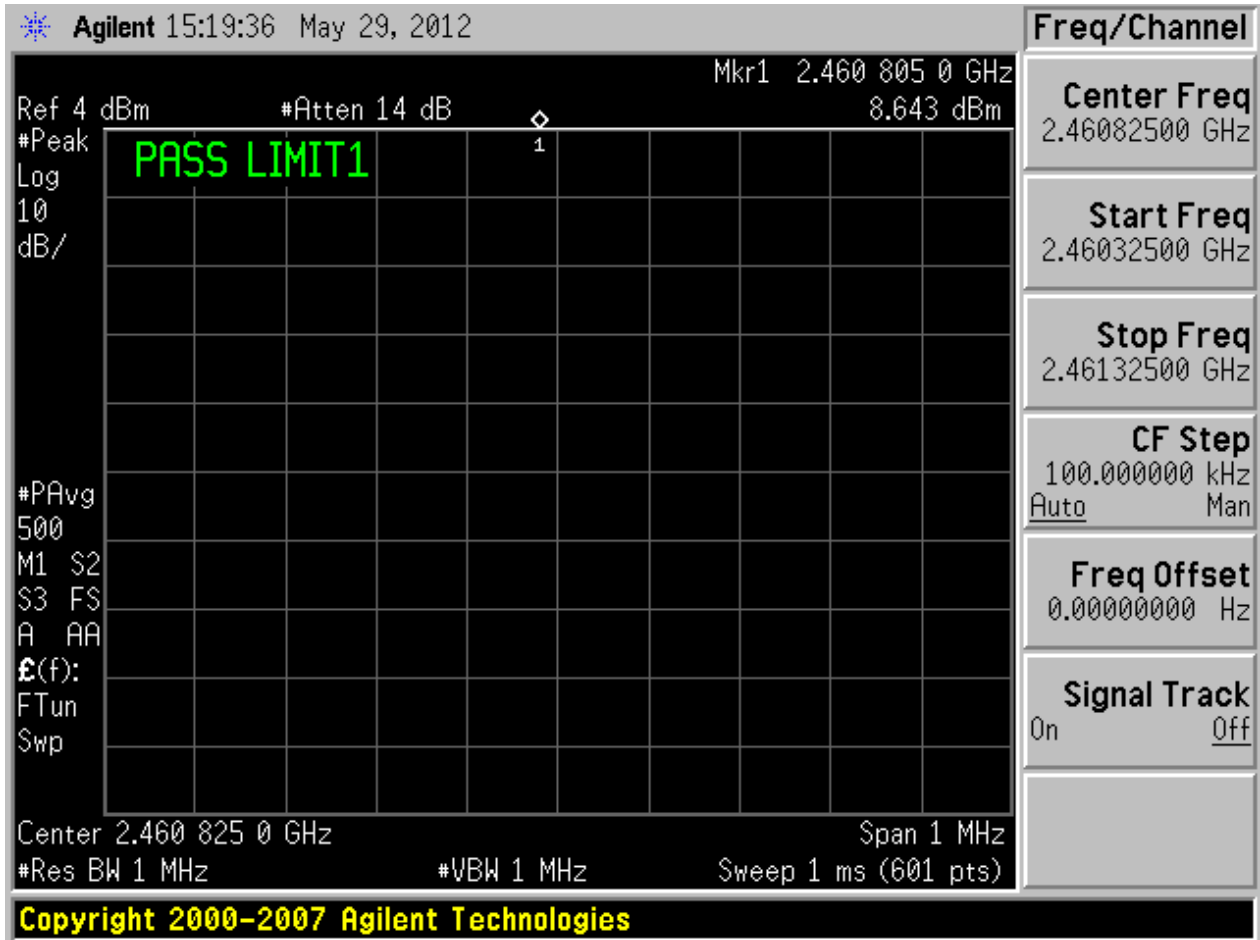 Agilent 15:19:36 May 29, 2012
Mkr1 2.460 805 0 GHz
Ref 4 dBm #Atten 14 dB 8.643 dBm
#Peak
Log
10
dB/
1
PASS LIMIT1
#PAvg
500
M1 S2
S3 FS
A AA
£(f):
FTun
Swp
Center 2.460 825 0 GHz Span 1 MHz
#Res BW 1 MHz #VBW 1 MHz Sweep 1 ms (601 pts)
Copyright 2000-2007 Agilent Technologies
Freq/Channel
Center Freq
2.46082500 GHz
Start Freq
2.46032500 GHz
Stop Freq
2.46132500 GHz
CF Step
100.000000 kHz
Auto Man
Freq Offset
0.00000000 Hz
Signal Track
On Off